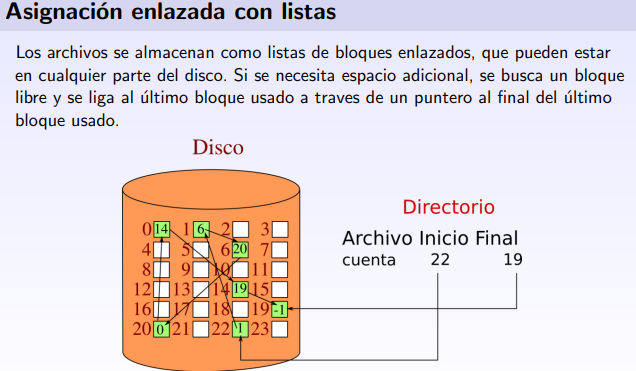 Asignación enlazada con listas
Los archivos se almacenan como listas de bloques enlazados, que pueden estar
en cualquier parte del disco. Si se necesita espacio adicional, se busca un bloque
libre y se liga al último bloque usado a traves de un puntero al final del último
bloque usado.
Disco
Directorio
Archivo Inicio Final
cuenta 22 19
0 14 1 6 2 3
4 5 6 20 7
8 9 10 11
12 13 14 19 15
16 17 18 19 -1
20 0 21 22 1 23